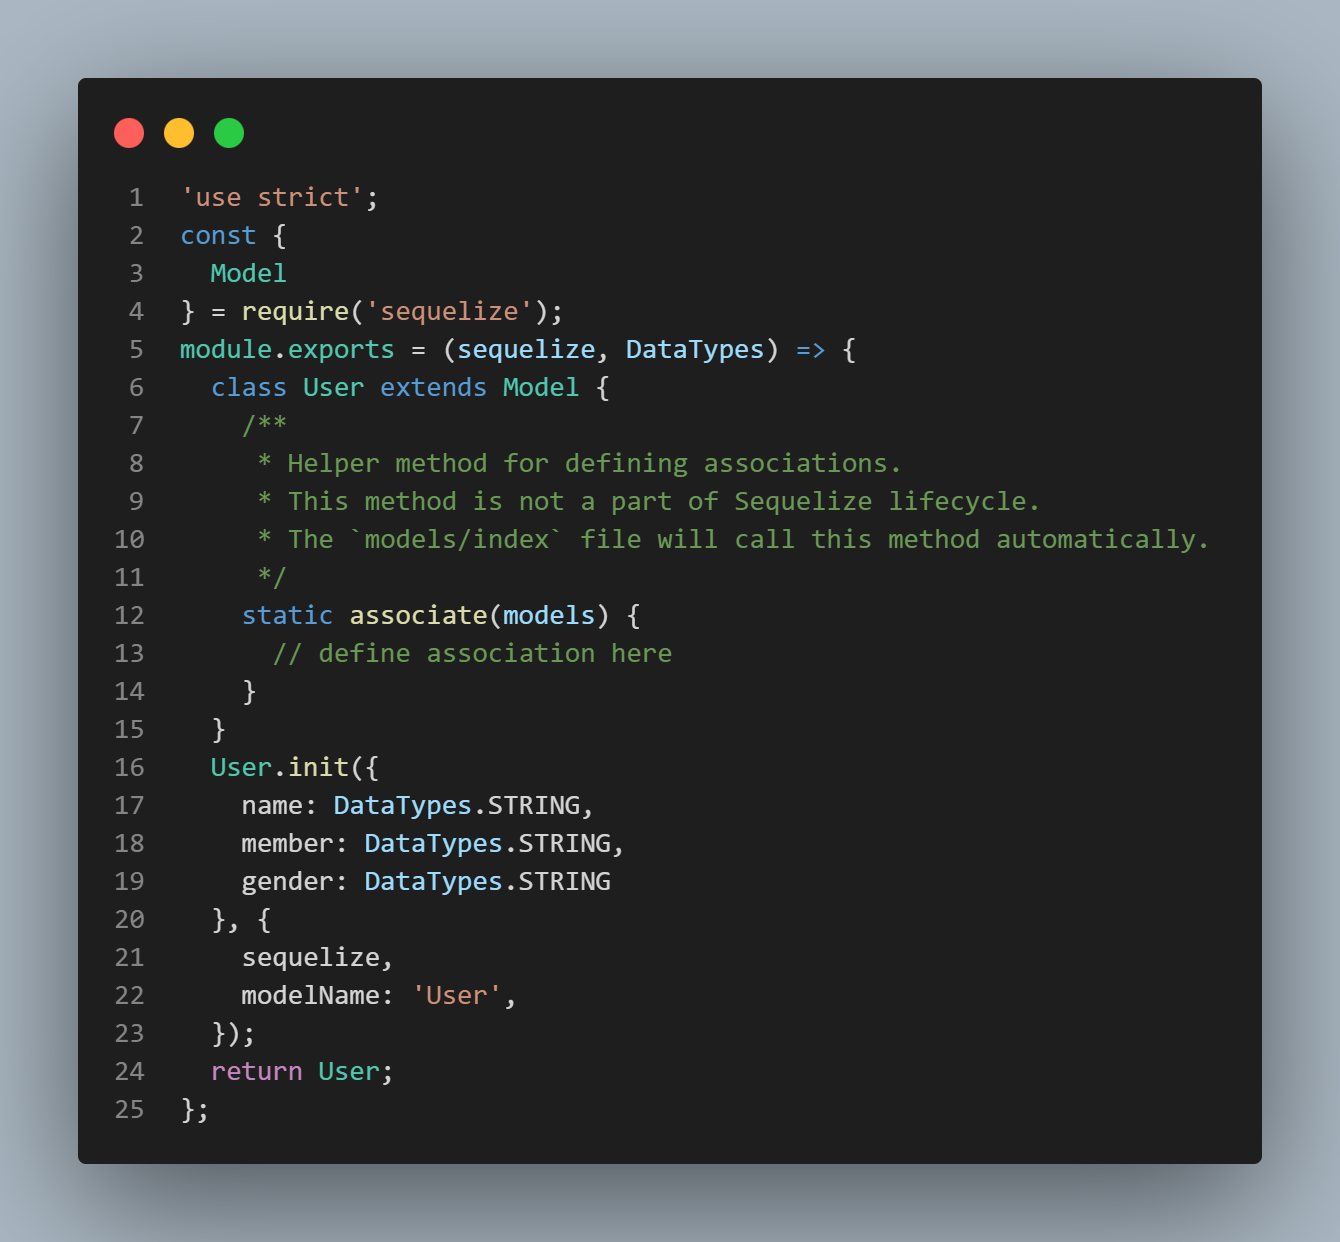 1 'use strict';
2 const {
3   Model
4 } = require('sequelize');
5 module.exports = (sequelize, DataTypes) => {
6   class User extends Model {
7     /**
8      * Helper method for defining associations.
9      * This method is not a part of Sequelize lifecycle.
10      * The `models/index` file will call this method automatically.
11      */
12     static associate(models) {
13       // define association here
14     }
15   }
16   User.init({
17     name: DataTypes.STRING,
18     member: DataTypes.STRING,
19     gender: DataTypes.STRING
20   }, {
21     sequelize,
22     modelName: 'User',
23   });
24   return User;
25 };